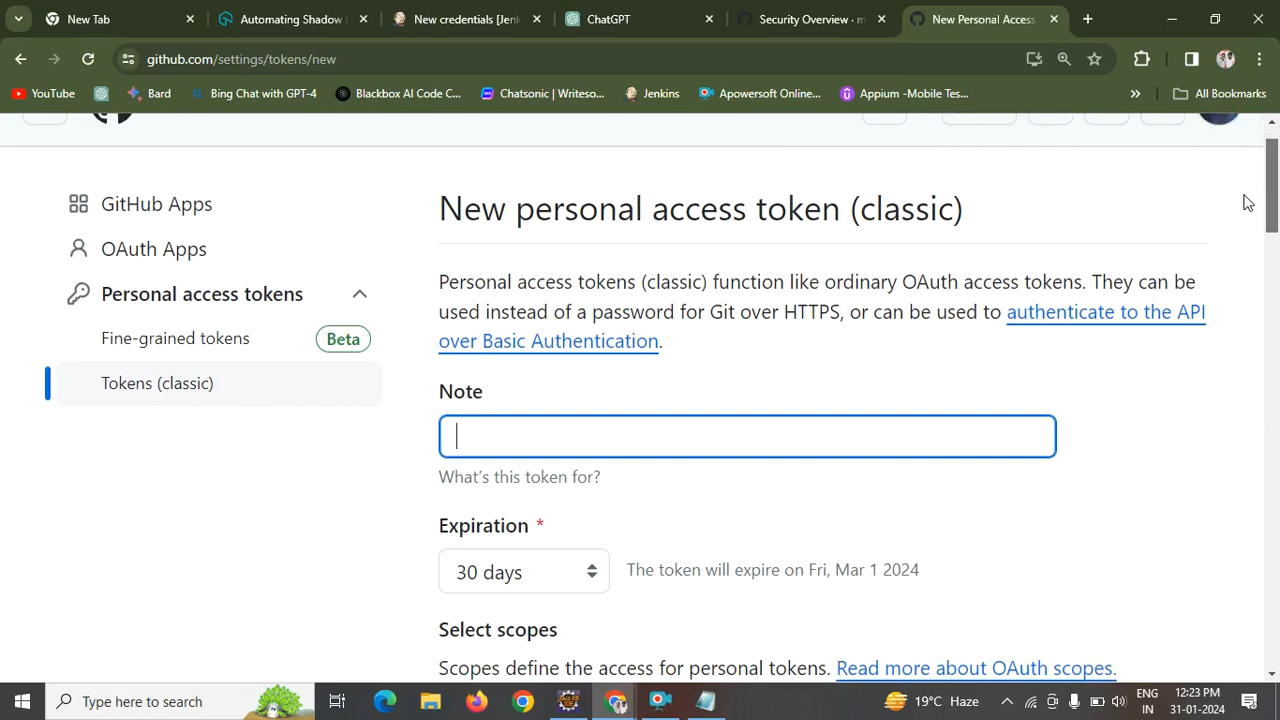 New Tab
Automating Shadow
New credentials [Jenk
ChatGPT
Security Overview · m
New Personal Access
github.com/settings/tokens/new
YouTube
Bard
Bing Chat with GPT-4
Blackbox AI Code C...
Chatsonic | Writeso...
Jenkins
Apowersoft Online...
Appium -Mobile Tes...
»
All Bookmarks
GitHub Apps
OAuth Apps
Personal access tokens
Fine-grained tokens
Beta
Tokens (classic)
New personal access token (classic)
Personal access tokens (classic) function like ordinary OAuth access tokens. They can be
used instead of a password for Git over HTTPS, or can be used to authenticate to the API
over Basic Authentication.
Note
What's this token for?
Expiration *
30 days
The token will expire on Fri, Mar 1 2024
Select scopes
Scopes define the access for personal tokens. Read more about OAuth scopes.
Type here to search
19°C Haze
ENG
IN
12:23 PM
31-01-2024